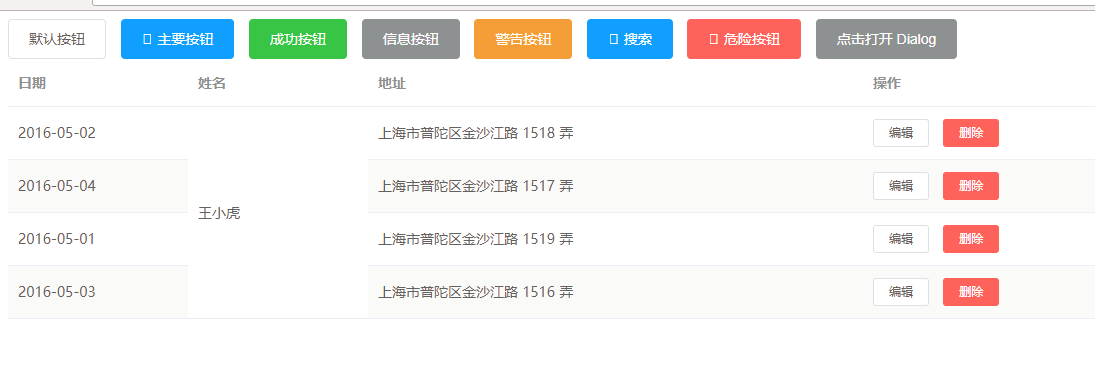 默认按钮 主要按钮 成功按钮 信息按钮 警告按钮 搜索 危险按钮 点击打开 Dialog
日期 姓名 地址 操作
2016-05-02 上海市普陀区金沙江路 1518 弄 编辑 删除
2016-05-04 上海市普陀区金沙江路 1517 弄 编辑 删除
王小虎
2016-05-01 上海市普陀区金沙江路 1519 弄 编辑 删除
2016-05-03 上海市普陀区金沙江路 1516 弄 编辑 删除